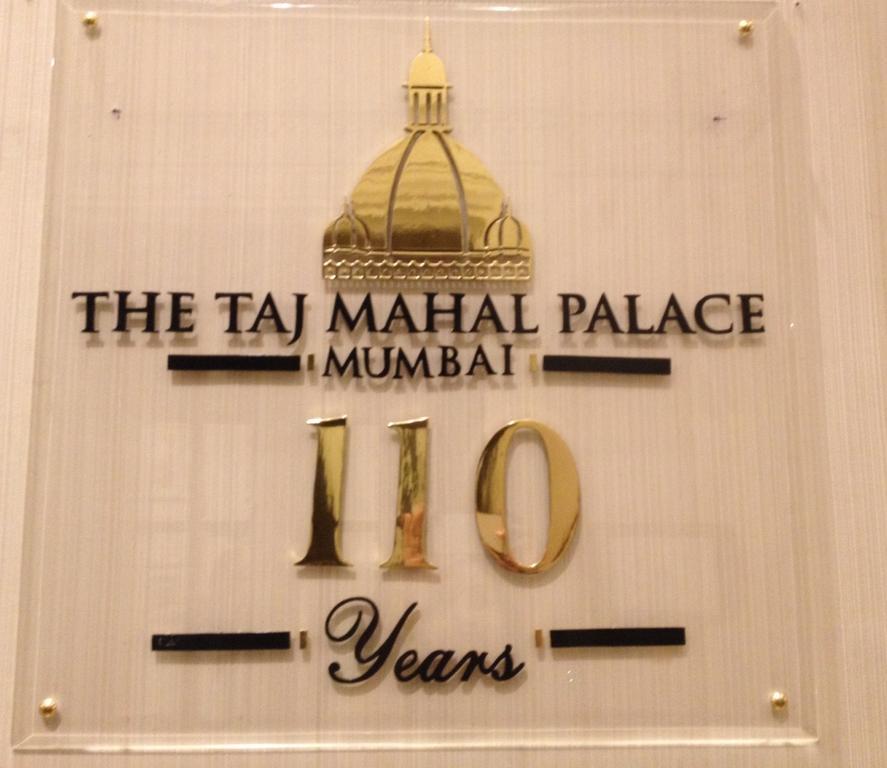 THE TAJ MAHAL PALACE
MUMBAI
110
Years